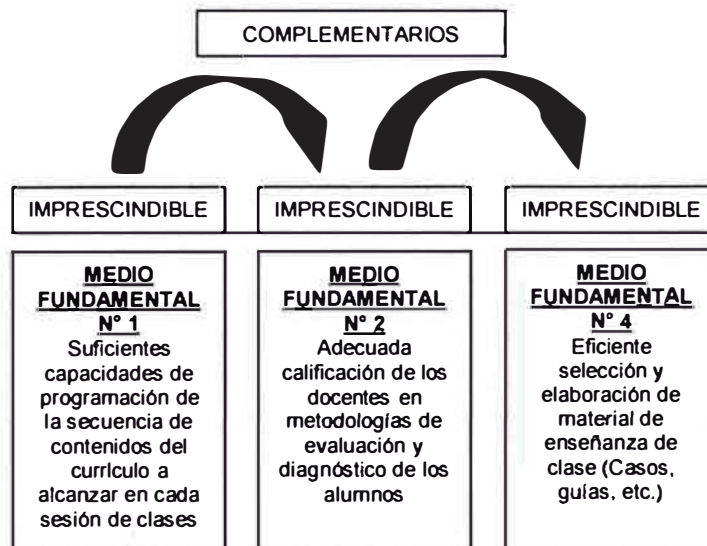 COMPLEMENTARIOS
IMPRESCINDIBLE
IMPRESCINDIBLE
IMPRESCINDIBLE
MEDIO
FUNDAMENTAL
N° 1
Suficientes
capacidades de
programación de
la secuencia de
contenidos del
currículo a
alcanzar en cada
sesión de clases
MEDIO
FUNDAMENTAL
N° 2
Adecuada
calificación de los
docentes en
metodologías de
evaluación y
diagnóstico de los
alumnos
MEDIO
FUNDAMENTAL
N° 4
Eficiente
selección y
elaboración de
material de
enseñanza de
clase (Casos,
guías, etc.)